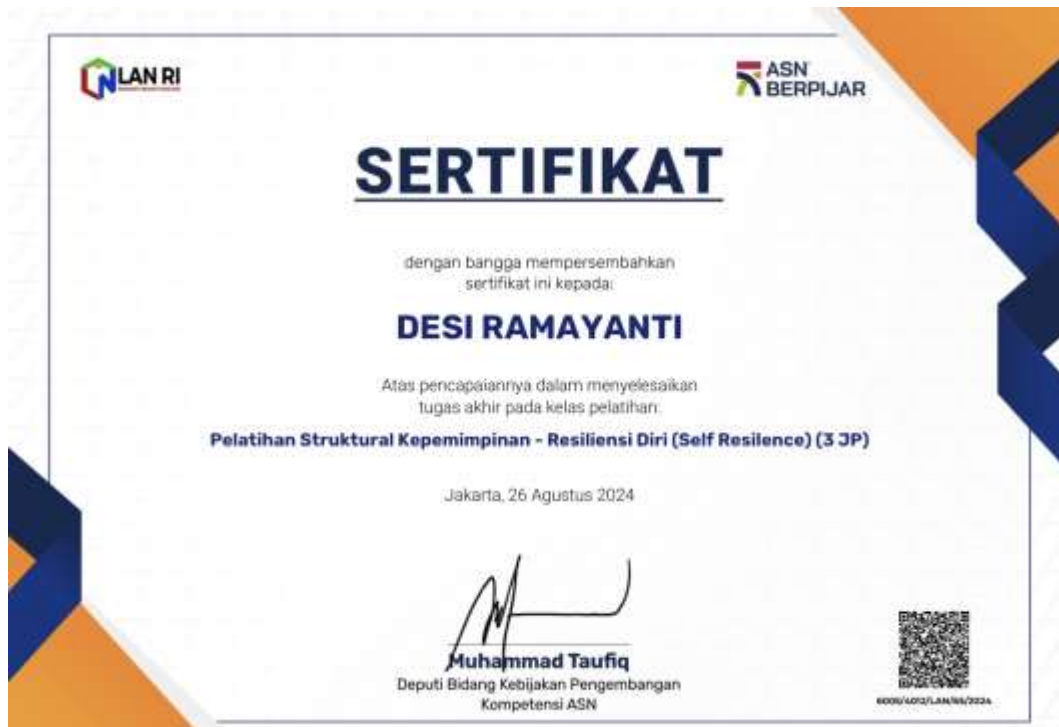 LAN RI
ASN
BERPIJAR
SERTIFIKAT
dengan bangga mempersembahkan
sertifikat ini kepada:
DESI RAMAYANTI
Atas pencapaiannya dalam menyelesaikan
tugas akhir pada kelas pelatihan:
Pelatihan Struktural Kepemimpinan - Resiliensi Diri (Self Resilence) (3 JP)
Jakarta, 26 Agustus 2024
Muhammad Taufiq
Deputi Bidang Kebijakan Pengembangan
Kompetensi ASN